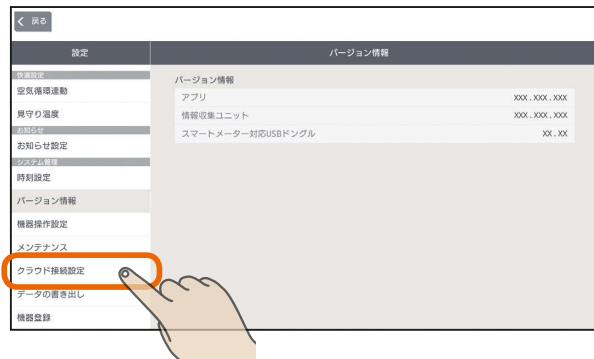 戻る
設定
バージョン情報
快適設定
空気循環連動
見守り温度
お知らせ
お知らせ設定
システム管理
時刻設定
バージョン情報
機器操作設定
メンテナンス
クラウド接続設定
データの書き出し
機器登録
バージョン情報
アプリ XXX.XXX.XXX
情報収集ユニット XXX.XXX.XXX
スマートメーター対応USBドングル XX.XX